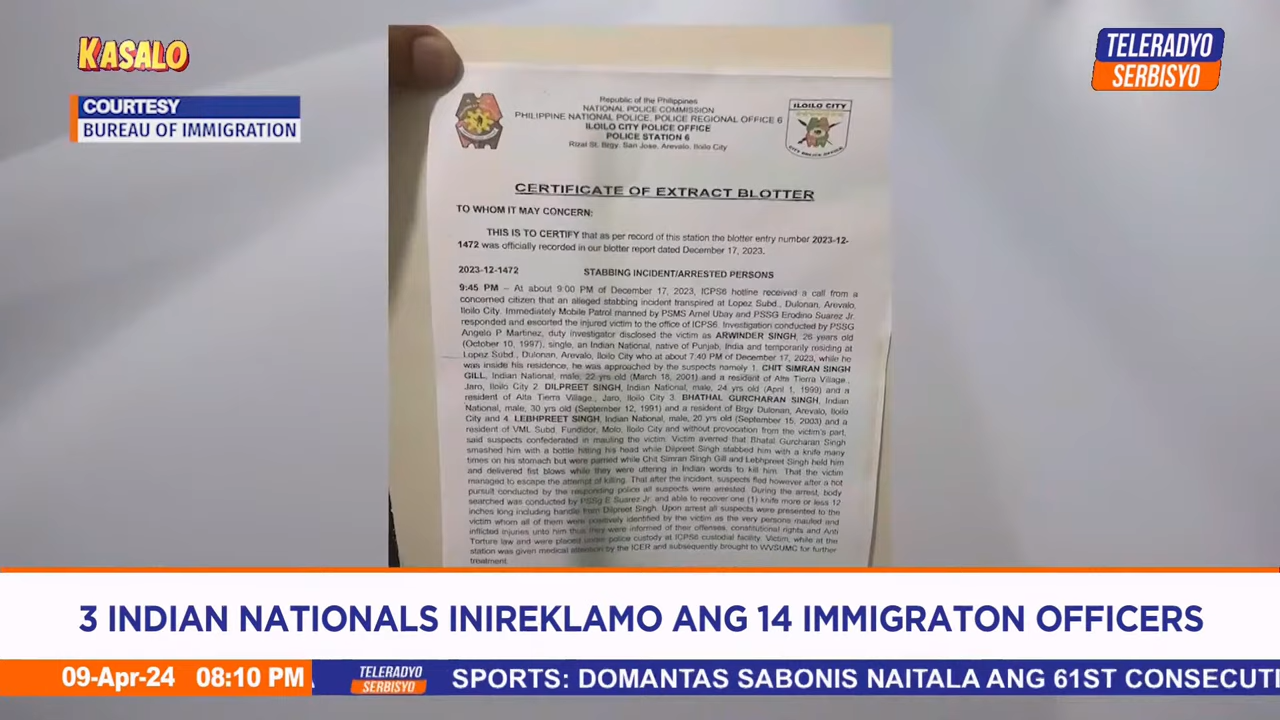 KASALO
COURTESY
BUREAU OF IMMIGRATION
TELERADYO
SERBISYO
Republic of the Philippines
NATIONAL POLICE COMMISSION
PHILIPPINE NATIONAL POLICE, POLICE REGIONAL OFFICE 6
ILOILO CITY POLICE OFFICE
POLICE STATION 6
Rizal St. Brgy. San Jose, Arevalo, Iloilo City
ILOILO CITY
CITY POLICE OFFICE
CERTIFICATE OF EXTRACT BLOTTER
TO WHOM IT MAY CONCERN:
THIS IS TO CERTIFY that as per record of this station the blotter entry number 2023-12-
1472 was officially recorded in our blotter report dated December 17, 2023.
2023-12-1472 STABBING INCIDENT/ARRESTED PERSONS
9:45 PM – At about 9:00 PM of December 17, 2023, ICPS6 hotline received a call from a
concerned citizen that an alleged stabbing incident transpired at Lopez Subd., Dulonan, Arevalo,
Iloilo City. Immediately Mobile Patrol manned by PSMS Arnel Ubay and PSSG Erodino Suarez Jr.
responded and escorted the injured victim to the office of ICPS6. Investigation conducted by PSSG
Angelo P Martinez, duty investigator disclosed the victim as ARWINDER SINGH, 26 years old
(October 10, 1997), single, an Indian National, native of Punjab, India and temporarily residing at
Lopez Subd., Dulonan, Arevalo, Iloilo City who at about 7:40 PM of December 17, 2023, while he
was inside his residence, he was approached by the suspects namely 1. CHIT SIMRAN SINGH
GILL, Indian National, male, 22 yrs old (March 18, 2001) and a resident of Alta Tierra Village.,
Jaro, Iloilo City 2. DILPREET SINGH, Indian National, male, 24 yrs old (April 1, 1999) and a
resident of Alta Tierra Village., Jaro, Iloilo City 3. BHATHAL GURCHARAN SINGH, Indian
National, male, 30 yrs old (September 12, 1991) and a resident of Brgy Dulonan, Arevalo, Iloilo
City and 4. LEBHPREET SINGH, Indian National, male, 20 yrs old (September 15, 2003) and a
resident of VML Subd. Fundidor, Molo, Iloilo City and without provocation from the victim's part,
said suspects confederated in mauling the victim. Victim averred that Bhatal Gurcharan Singh
smashed him with a bottle hitting his head while Dilpreet Singh stabbed him with a knife many
times on his stomach but were parried while Chit Simran Singh Gill and Lebhpreet Singh held him
and delivered fist blows while they were uttering in Indian words to kill him. That the victim
managed to escape the attempt of killing. That after the incident, suspects fled however after a hot
pursuit conducted by the responding police all suspects were arrested. During the arrest, body
searched was conducted by PSSg E Suarez Jr. and able to recover one (1) knife more or less 12
inches long including handle from Dilpreet Singh. Upon arrest all suspects were presented to the
victim whom all of them were positively identified by the victim as the very persons mauled and
inflicted injuries unto him thus they were informed of their offenses, constitutional rights and Anti
Torture law and were placed under police custody at ICPS6 custodial facility. Victim, while at the
station was given medical attention by the ICER and subsequently brought to WVSUMC for further
treatment.
3 INDIAN NATIONALS INIREKLAMO ANG 14 IMMIGRATON OFFICERS
09-Apr-24 08:10 PM
TELERADYO
SERBISYO
SPORTS: DOMANTAS SABONIS NAITALA ANG 61ST CONSECUTI